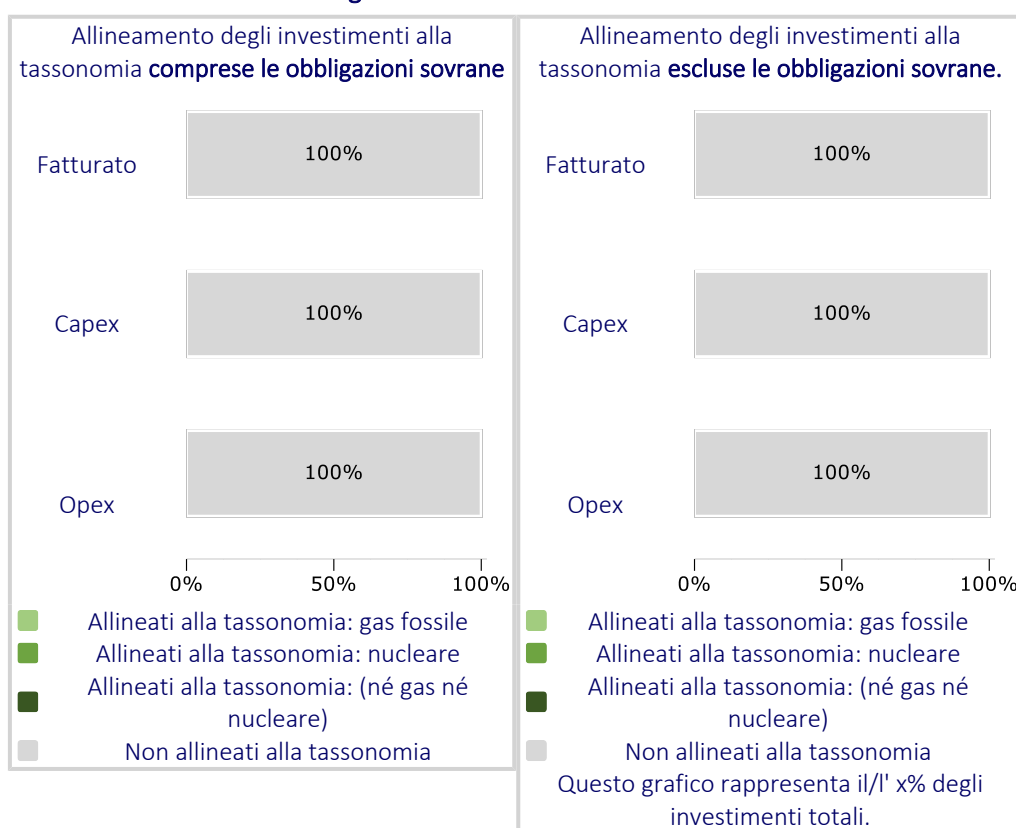 Allineamento degli investimenti alla
tassonomia comprese le obbligazioni sovrane
Fatturato
100%
Capex
100%
Opex
100%
0% 50% 100%
Allineati alla tassonomia: gas fossile
Allineati alla tassonomia: nucleare
Allineati alla tassonomia: (né gas né
nucleare)
Non allineati alla tassonomia
Allineamento degli investimenti alla
tassonomia escluse le obbligazioni sovrane.
Fatturato
100%
Capex
100%
Opex
100%
0% 50% 100%
Allineati alla tassonomia: gas fossile
Allineati alla tassonomia: nucleare
Allineati alla tassonomia: (né gas né
nucleare)
Non allineati alla tassonomia
Questo grafico rappresenta il/l' x% degli
investimenti totali.